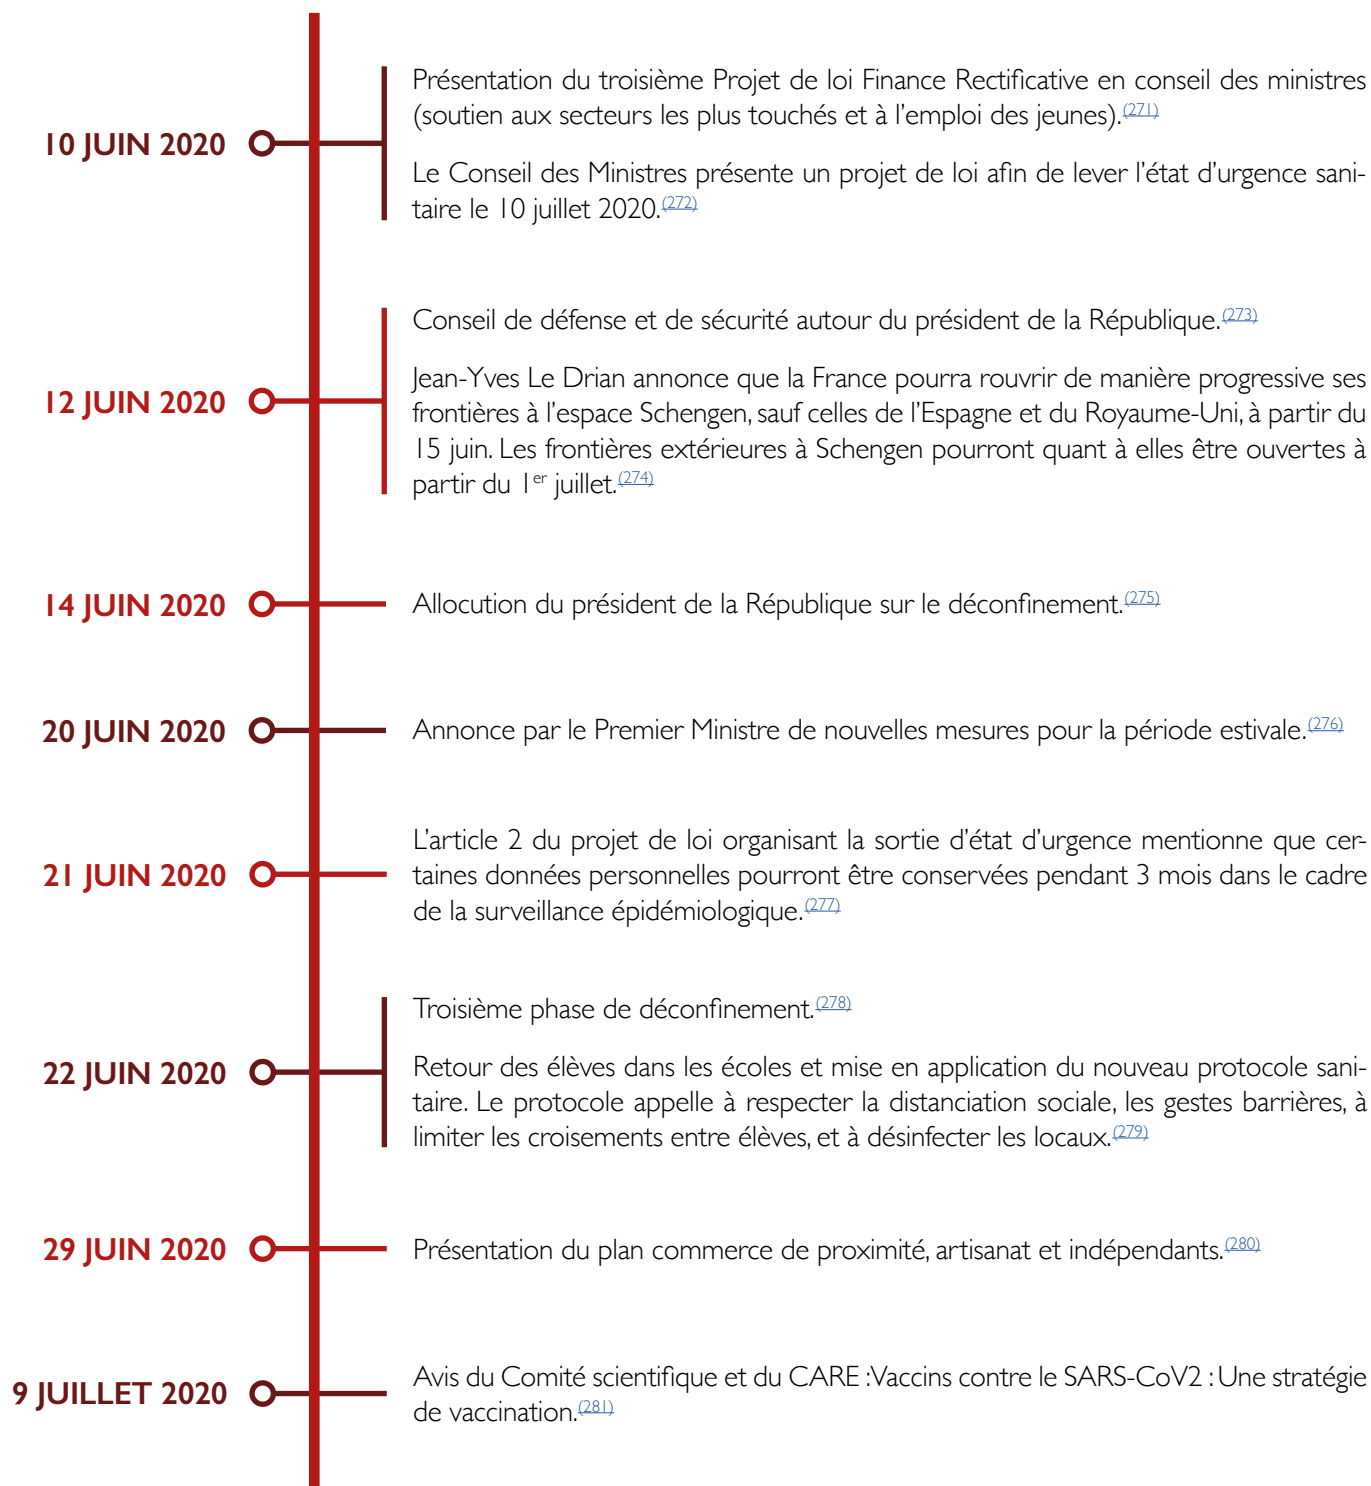 10 JUIN 2020
Présentation du troisième Projet de loi Finance Rectificative en conseil des ministres
(soutien aux secteurs les plus touchés et à l'emploi des jeunes).(271)
Le Conseil des Ministres présente un projet de loi afin de lever l'état d'urgence sani-
taire le 10 juillet 2020.(272)
12 JUIN 2020
Conseil de défense et de sécurité autour du président de la République.(273)
Jean-Yves Le Drian annonce que la France pourra rouvrir de manière progressive ses
frontières à l'espace Schengen, sauf celles de l'Espagne et du Royaume-Uni, à partir du
15 juin. Les frontières extérieures à Schengen pourront quant à elles être ouvertes à
partir du 1er juillet.(274)
14 JUIN 2020
Allocution du président de la République sur le déconfinement.(275)
20 JUIN 2020
Annonce par le Premier Ministre de nouvelles mesures pour la période estivale.(276)
21 JUIN 2020
L'article 2 du projet de loi organisant la sortie d'état d'urgence mentionne que cer-
taines données personnelles pourront être conservées pendant 3 mois dans le cadre
de la surveillance épidémiologique.(277)
22 JUIN 2020
Troisième phase de déconfinement.(278)
Retour des élèves dans les écoles et mise en application du nouveau protocole sani-
taire. Le protocole appelle à respecter la distanciation sociale, les gestes barrières, à
limiter les croisements entre élèves, et à désinfecter les locaux.(279)
29 JUIN 2020
Présentation du plan commerce de proximité, artisanat et indépendants.(280)
9 JUILLET 2020
Avis du Comité scientifique et du CARE : Vaccins contre le SARS-CoV2 : Une stratégie
de vaccination.(281)